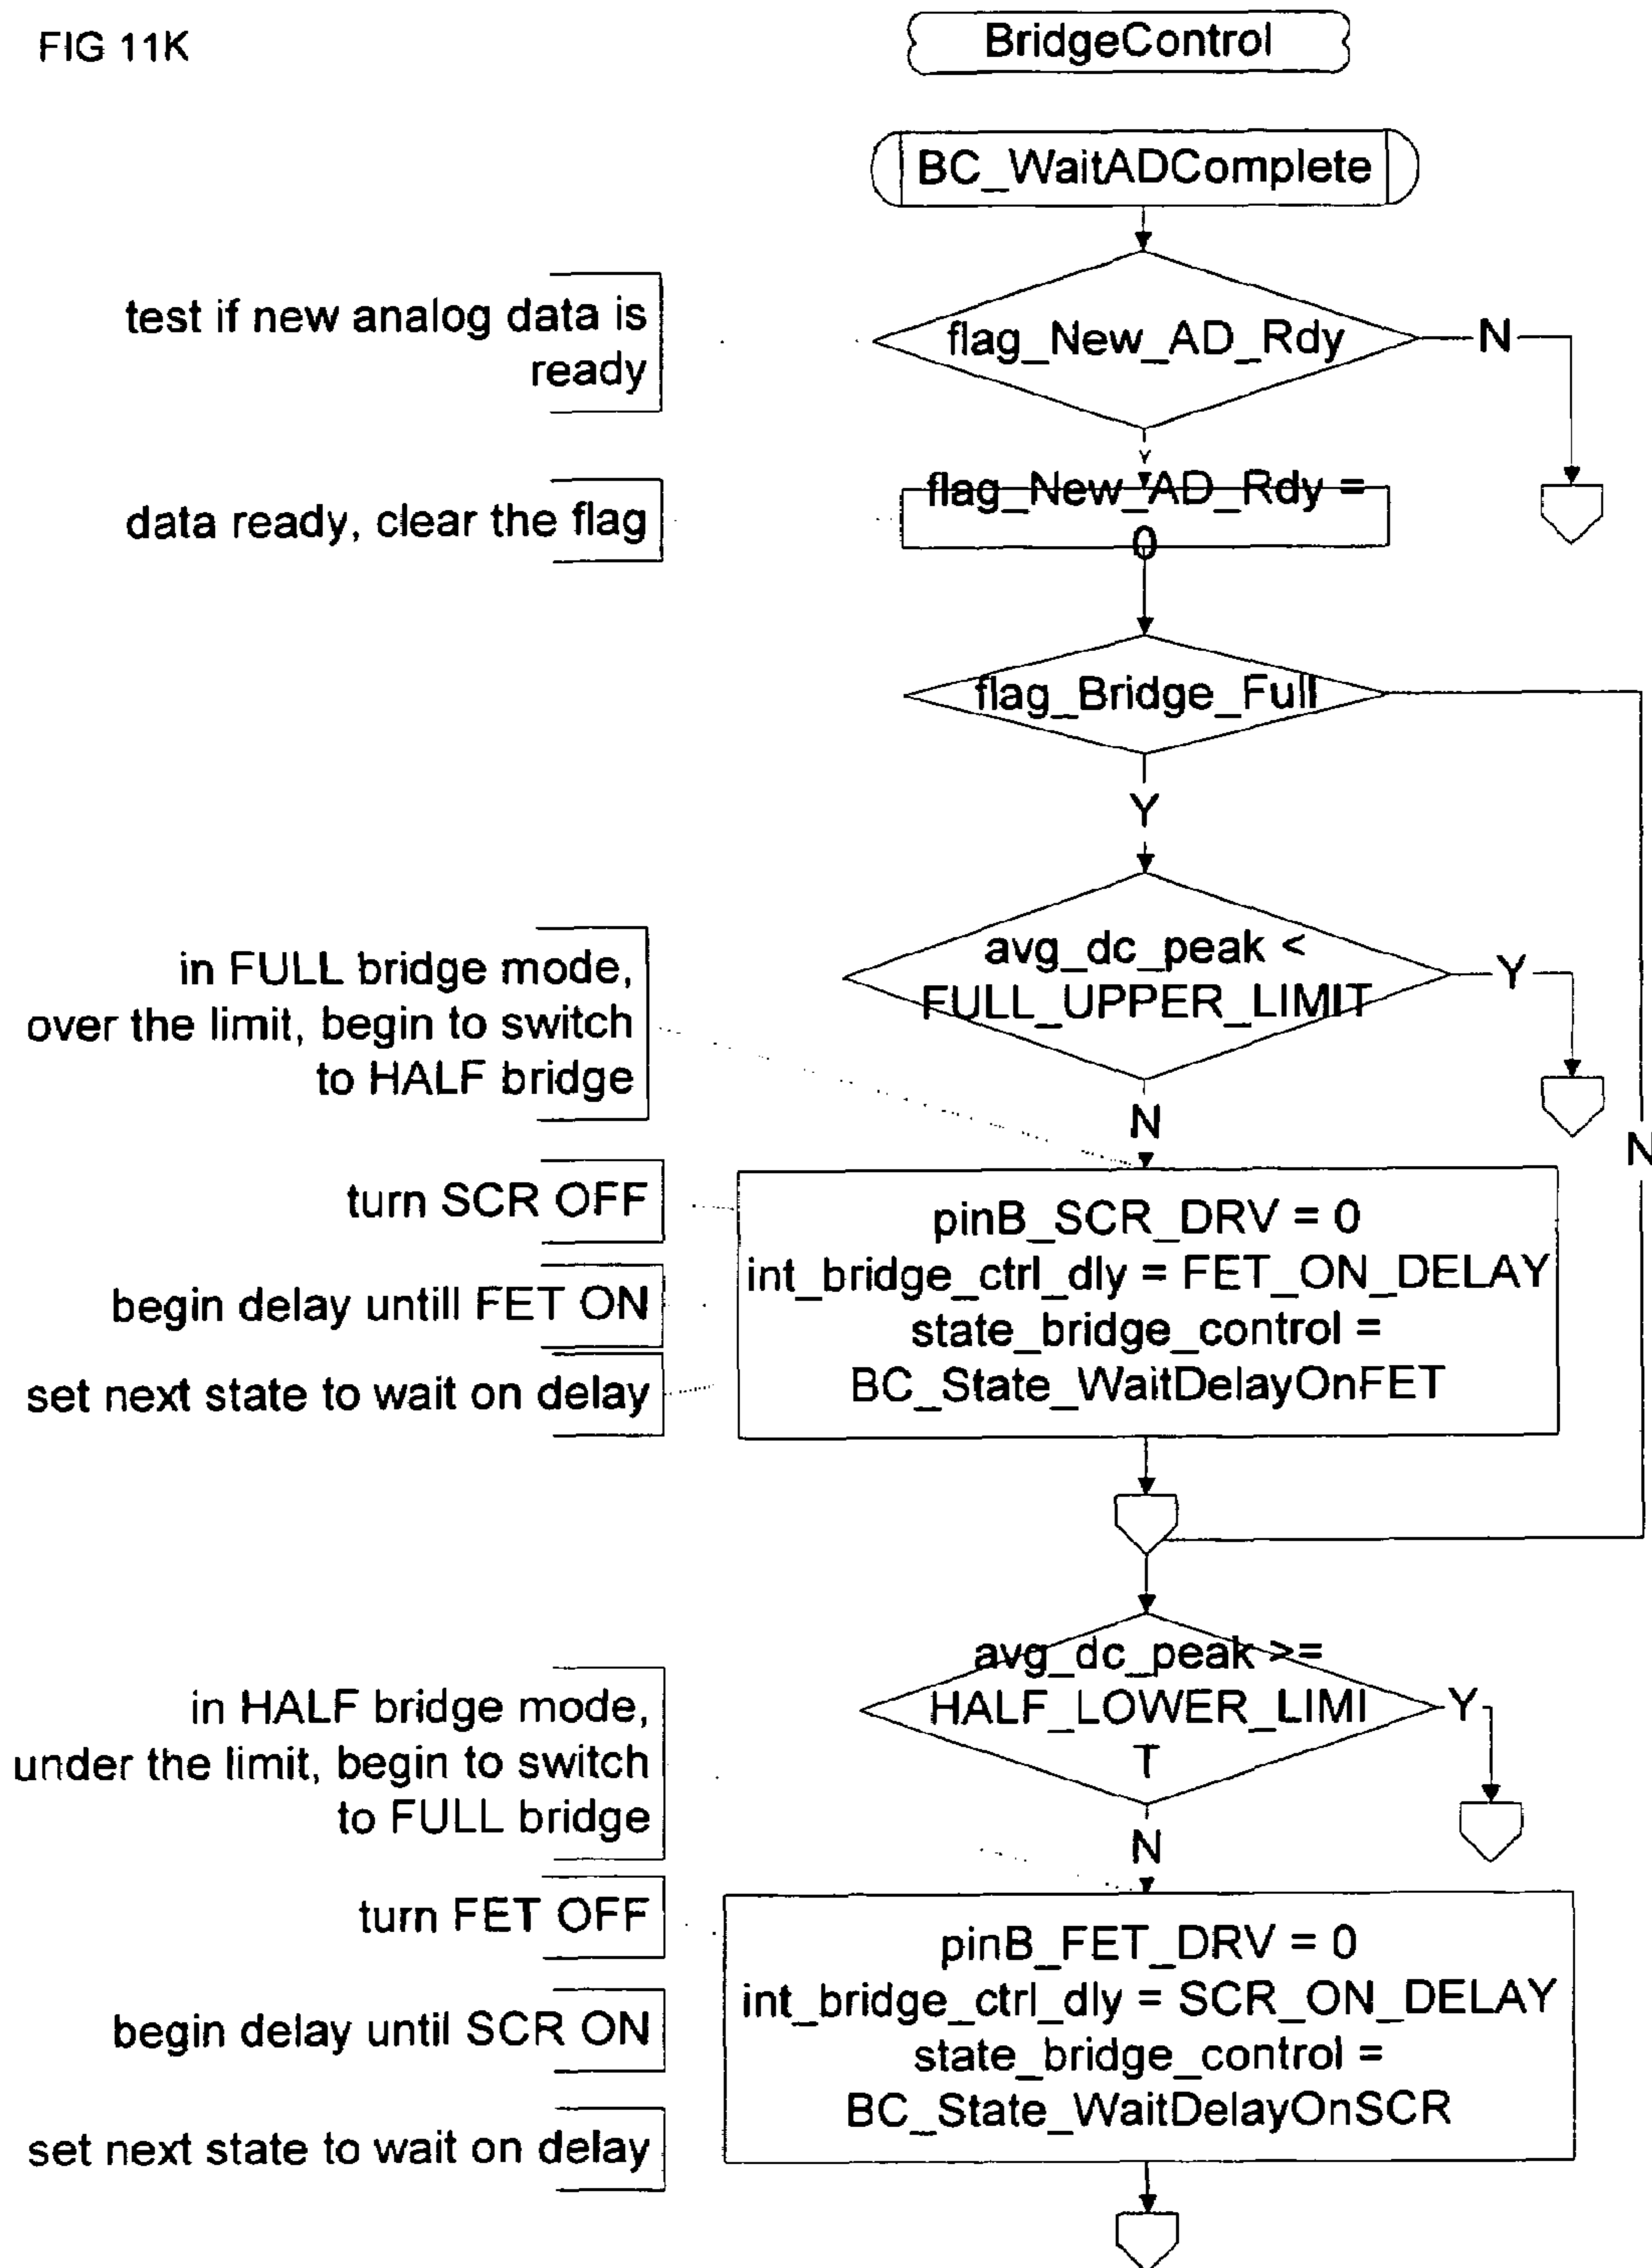 FIG 11K
BridgeControl
BC_WaitADComplete
test if new analog data is
ready
flag_New_AD_Rdy
N
Y
data ready, clear the flag
flag_New_AD_Rdy =
0
flag_Bridge_Full
Y
in FULL bridge mode,
over the limit, begin to switch
to HALF bridge
avg_dc_peak <
FULL_UPPER_LIMIT
Y
N
N
turn SCR OFF
begin delay untill FET ON
set next state to wait on delay
pinB_SCR_DRV = 0
int_bridge_ctrl_dly = FET_ON_DELAY
state_bridge_control =
BC_State_WaitDelayOnFET
in HALF bridge mode,
under the limit, begin to switch
to FULL bridge
avg_dc_peak >=
HALF_LOWER_LIMI
T
Y
N
turn FET OFF
begin delay until SCR ON
set next state to wait on delay
pinB_FET_DRV = 0
int_bridge_ctrl_dly = SCR_ON_DELAY
state_bridge_control =
BC_State_WaitDelayOnSCR